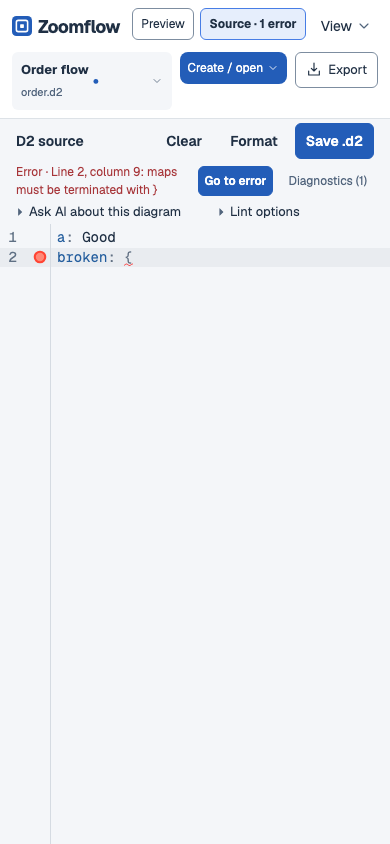 Zoomflow Preview Source · 1 error View
Order flow
order.d2
Create / open Export
D2 source Clear Format Save .d2
Error · Line 2, column 9: maps
must be terminated with }
Go to error Diagnostics (1)
Ask AI about this diagram Lint options
1 a: Good
2 broken: {